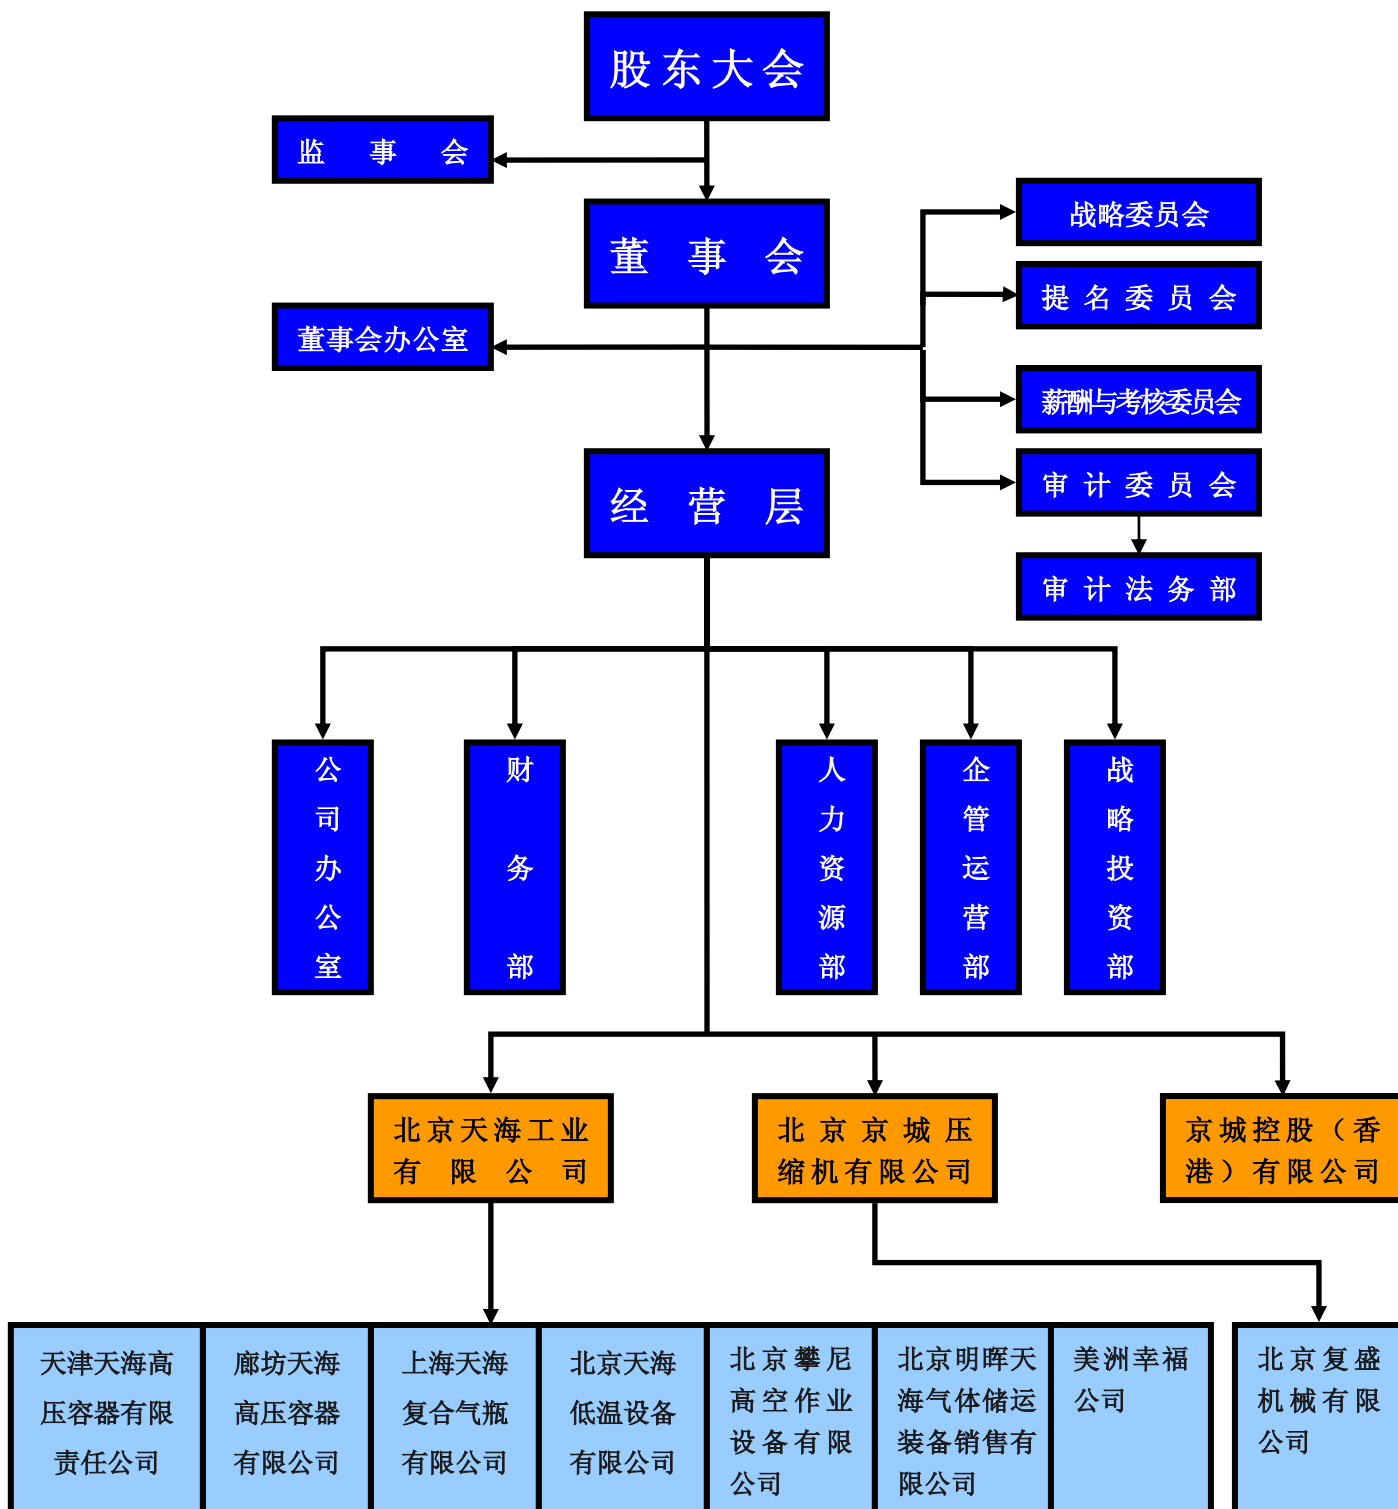 股东大会
监事会
董事会
战略委员会
提名委员会
董事会办公室
薪酬与考核委员会
审计委员会
经营层
审计法务部
公司办公室
财务部
人力资源部
企管运营部
战略投资部
北京天海工业
有限公司
北京京城压
缩机有限公司
京城控股（香
港）有限公司
天津天海高
压容器有限
责任公司
廊坊天海
高压容器
有限公司
上海天海
复合气瓶
有限公司
北京天海
低温设备
有限公司
北京攀尼
高空作业
设备有限
公司
北京明晖天
海气体储运
装备销售有
限公司
美洲幸福
公司
北京复盛
机械有限
公司